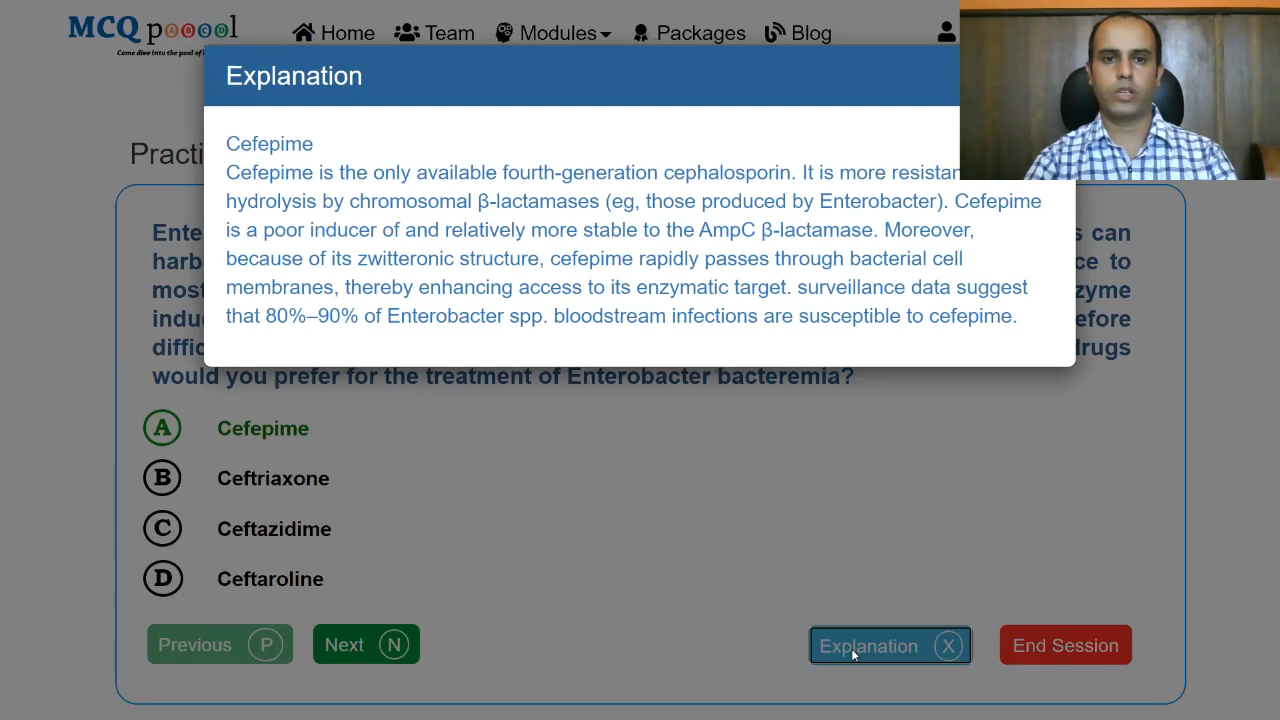 MCQ pooool
Home Team Modules Packages Blog
Come dive into the pool of
Explanation
Practi
Cefepime
Cefepime is the only available fourth-generation cephalosporin. It is more resistan
hydrolysis by chromosomal β-lactamases (eg, those produced by Enterobacter). Cefepime
is a poor inducer of and relatively more stable to the AmpC β-lactamase. Moreover,
because of its zwitteronic structure, cefepime rapidly passes through bacterial cell
membranes, thereby enhancing access to its enzymatic target. surveillance data suggest
that 80%–90% of Enterobacter spp. bloodstream infections are susceptible to cefepime.
Ente s can
harb ce to
most zyme
indu efore
diffic drugs
would you prefer for the treatment of Enterobacter bacteremia?
A Cefepime
B Ceftriaxone
C Ceftazidime
D Ceftaroline
Previous P Next N Explanation X End Session